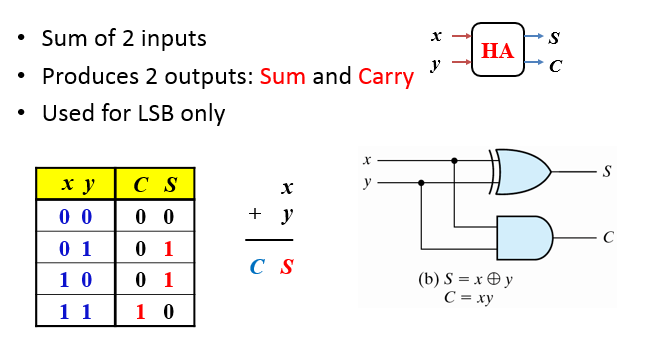 • Sum of 2 inputs
• Produces 2 outputs: Sum and Carry
• Used for LSB only
x
y
HA
S
C
x y C S
0 0 0 0
0 1 0 1
1 0 0 1
1 1 1 0
x
+ y
C S
x
y
S
C
(b) S = x ⊕ y
C = xy